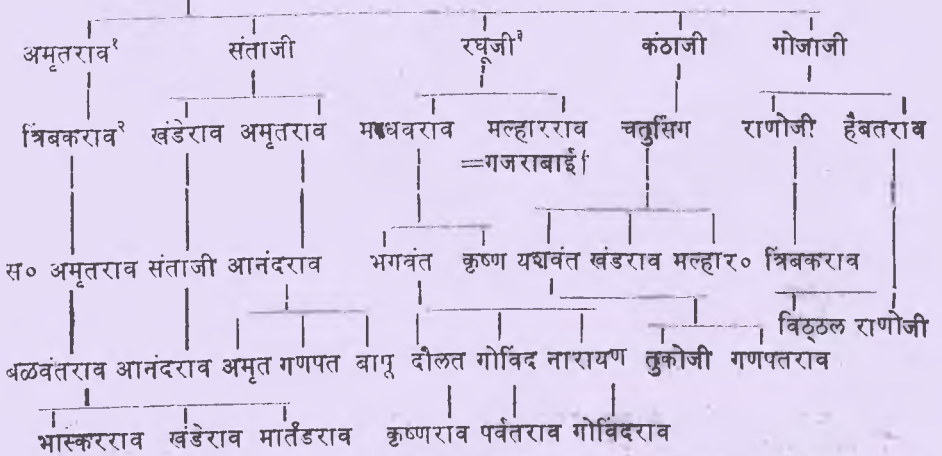 अमृतराव¹ संताजी रघूजी³ कंठाजी गोजाजी
त्रिंबकराव² खंडेराव अमृतराव माधवराव मल्हारराव चतुर्सिग राणोजी हैबतराव
=गजराबाई
स० अमृतराव संताजी आनंदराव भगवंत कृष्ण यशवंत खंडराव मल्हार० त्रिंबकराव
विठ्ठल राणोजी
बळवंतराव आनंदराव अमृत गणपत बापू दौलत गोविंद नारायण तुकोजी गणपतराव
भास्करराव खंडेराव मार्तंडराव कृष्णराव पर्वतराव गोविंदराव